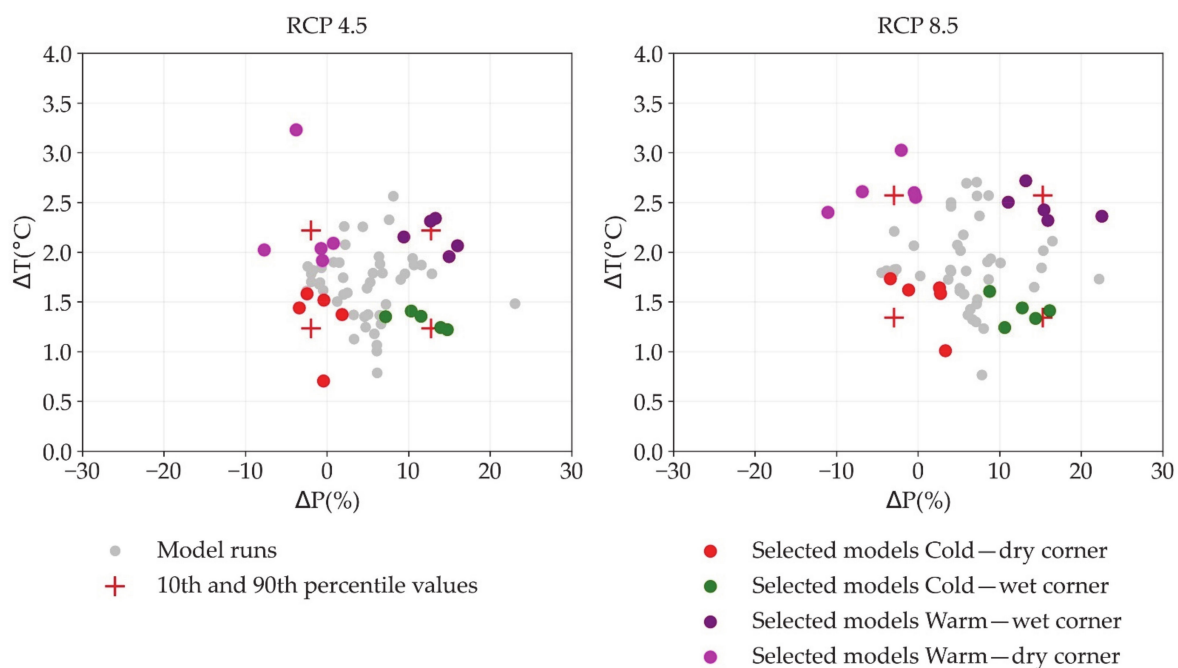 RCP 4.5
4.0
3.5
3.0
2.5
2.0
1.5
1.0
0.5
0.0
ΔT(°C)
−30 −20 −10 0 10 20 30
ΔP(%)
RCP 8.5
4.0
3.5
3.0
2.5
2.0
1.5
1.0
0.5
0.0
ΔT(°C)
−30 −20 −10 0 10 20 30
ΔP(%)
Model runs
10th and 90th percentile values
Selected models Cold—dry corner
Selected models Cold—wet corner
Selected models Warm—wet corner
Selected models Warm—dry corner